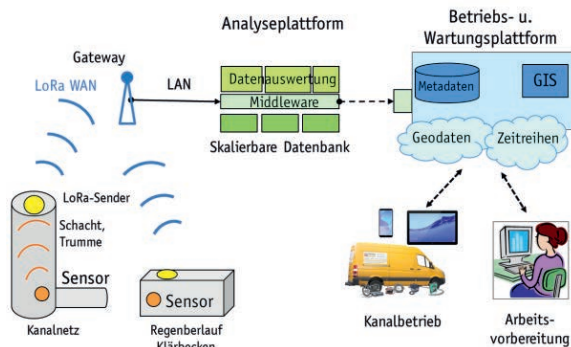 Analyseplattform
Betriebs- u.
Wartungsplattform
Gateway
LoRa WAN
LAN
Datenauswertung
Middleware
Skalierbare Datenbank
Metadaten
GIS
Geodaten
Zeitreihen
LoRa-Sender
Schacht,
Trumme
Sensor
Kanalnetz
Sensor
Regenberlauf
Klärbecken
Kanalbetrieb
Arbeits-
vorbereitung